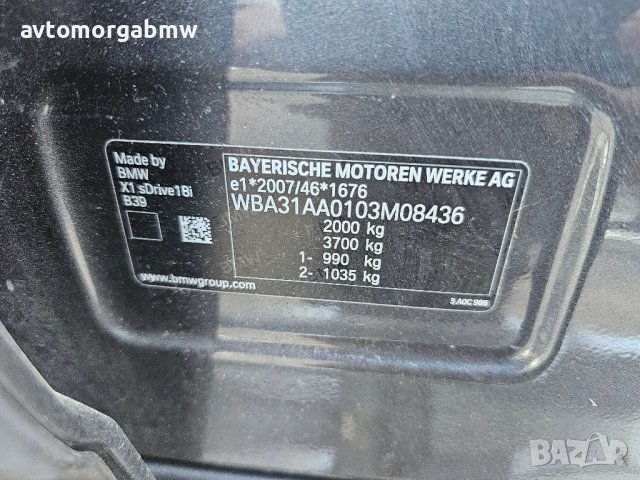 avtomorgabmw
Made by
BMW
X1 sDrive18i
B39
www.bmwgroup.com
BAYERISCHE MOTOREN WERKE AG
e1*2007/46*1676
WBA31AA0103M08436
2000 kg
3700 kg
1- 990 kg
2- 1035 kg
5A0C986
BAZAR